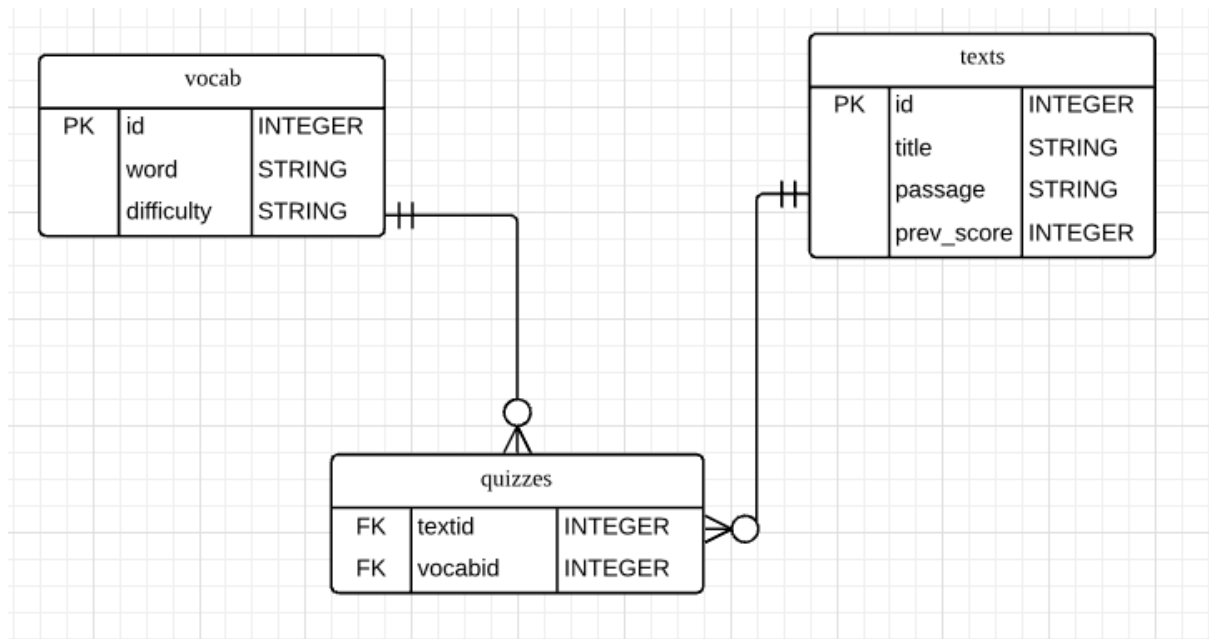 vocab
PK id INTEGER
word STRING
difficulty STRING
texts
PK id INTEGER
title STRING
passage STRING
prev_score INTEGER
quizzes
FK textid INTEGER
FK vocabid INTEGER